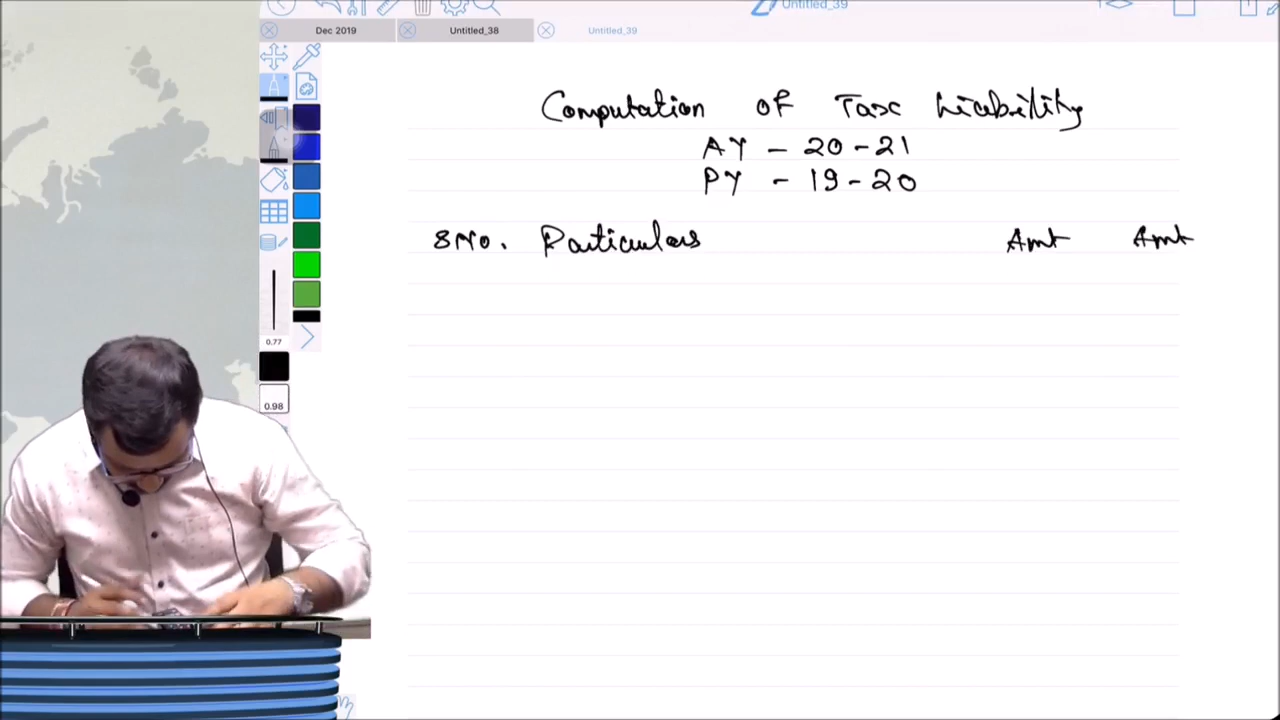 Untitled_39
Dec 2019 Untitled_38 Untitled_39
Computation of Tax Liability
AY - 20-21
PY - 19-20
SNo. Particulars Amt Amt
0.77
0.98